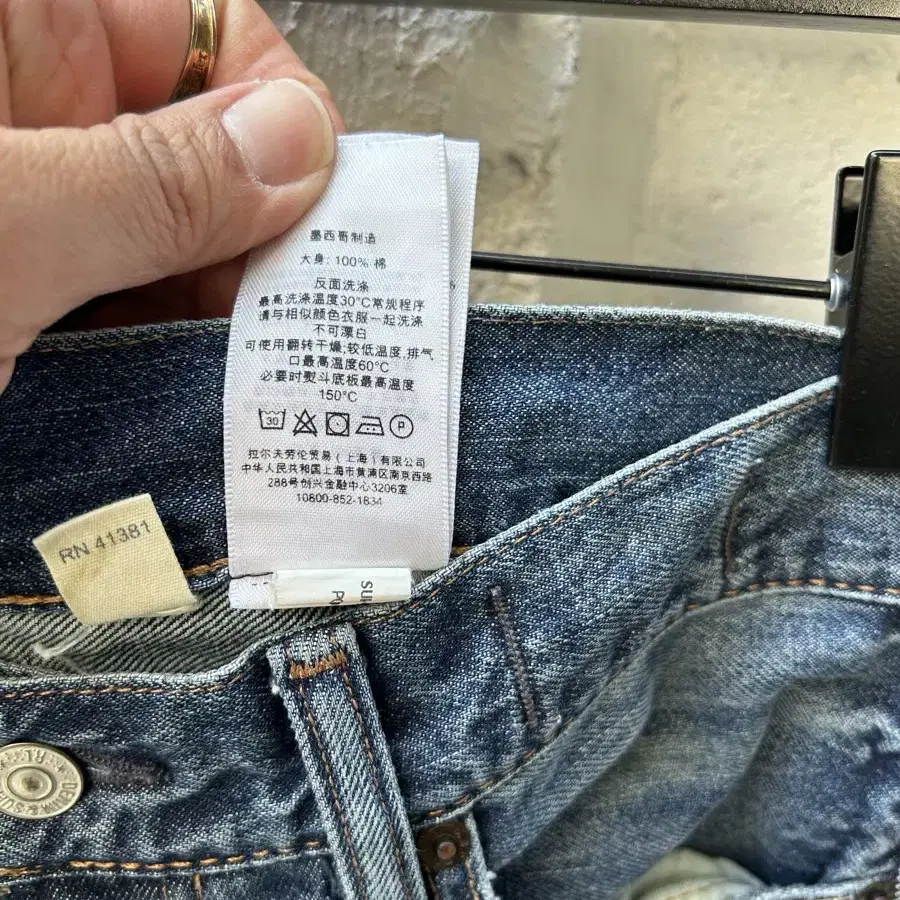 墨西哥制造
大身: 100% 棉
反面洗涤
最高洗涤温度30°C常规程序
请与相似颜色衣服一起洗涤
不可漂白
可使用翻转干燥;较低温度,排气
口最高温度60°C
必要时熨斗底板最高温度
150°C
30
P
拉尔夫劳伦贸易(上海)有限公司
中华人民共和国上海市黄浦区南京西路
288号创兴金融中心3206室
10800-852-1834
RN 41381